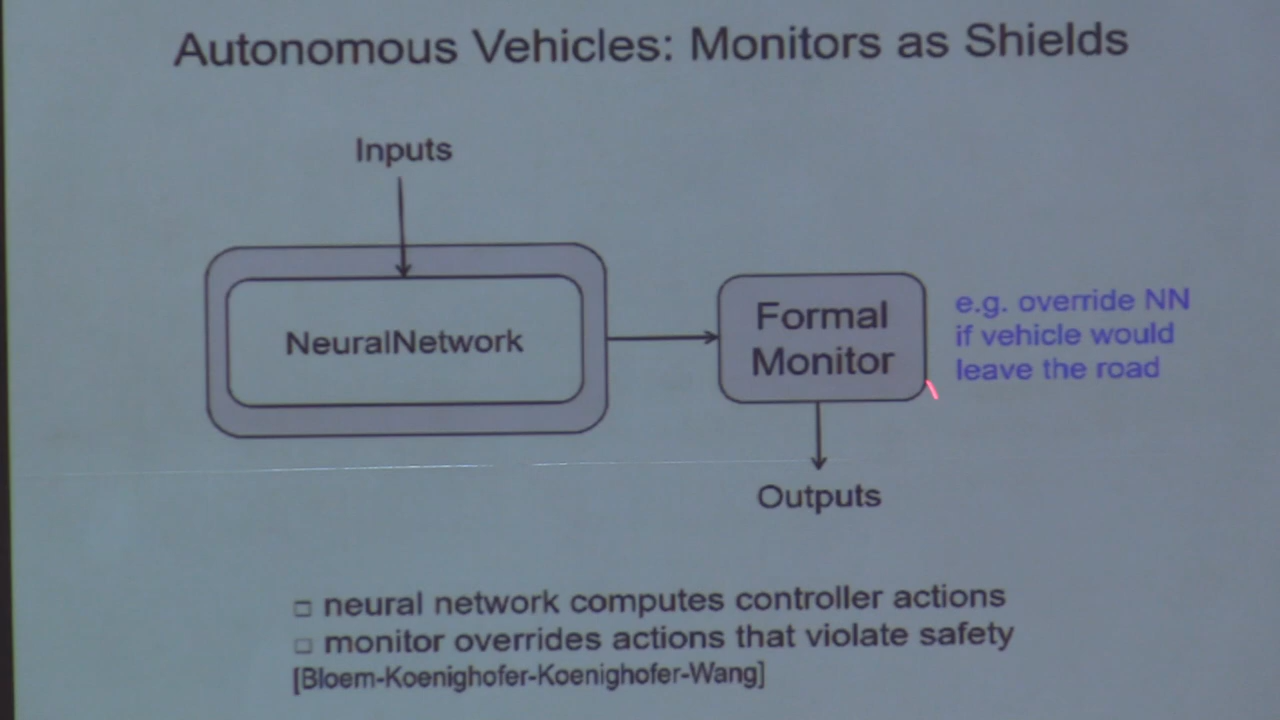 Autonomous Vehicles: Monitors as Shields
Inputs
NeuralNetwork
Formal
Monitor
e.g. override NN
if vehicle would
leave the road
Outputs
□ neural network computes controller actions
□ monitor overrides actions that violate safety
[Bloem-Koenighofer-Koenighofer-Wang]